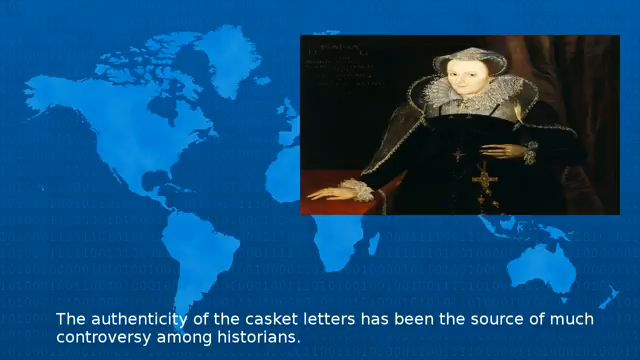 The authenticity of the casket letters has been the source of much
controversy among historians.